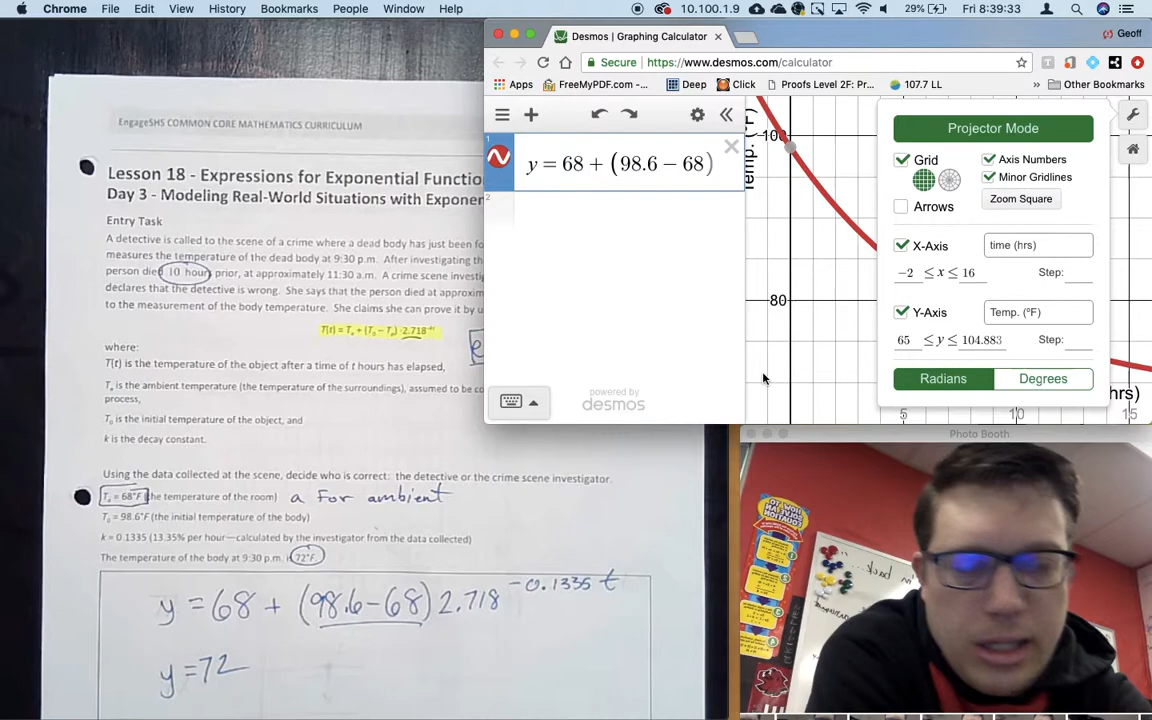 Chrome File Edit View History Bookmarks People Window Help
10.100.1.9 29% Fri 8:39:33
Desmos | Graphing Calculator
Geoff
Secure https://www.desmos.com/calculator
Apps FreeMyPDF.com -... Deep Click Proofs Level 2F: Pr... 107.7 LL » Other Bookmarks
1
y = 68 + (98.6 − 68)
2
powered by
desmos
Temp. (°F)
100
80
5 10 15
hrs)
Projector Mode
Grid
Axis Numbers
Minor Gridlines
Arrows
Zoom Square
X-Axis time (hrs)
−2 ≤ x ≤ 16 Step:
Y-Axis Temp. (°F)
65 ≤ y ≤ 104.883 Step:
Radians Degrees
Photo Booth
EngageSHS COMMON CORE MATHEMATICS CURRICULUM
Lesson 18 - Expressions for Exponential Functio
Day 3 - Modeling Real-World Situations with Expone
Entry Task
A detective is called to the scene of a crime where a dead body has just been fo
measures the temperature of the dead body at 9:30 p.m. After investigating th
person died 10 hours prior, at approximately 11:30 a.m. A crime scene investi
declares that the detective is wrong. She says that the person died at approxim
to the measurement of the body temperature. She claims she can prove it by u
T(t) = Ta + (T0 − Ta) · 2.718^−kt
where:
T(t) is the temperature of the object after a time of t hours has elapsed,
Ta is the ambient temperature (the temperature of the surroundings), assumed to be co
process,
T0 is the initial temperature of the object, and
k is the decay constant.
Using the data collected at the scene, decide who is correct: the detective or the crime scene investigator.
Ta = 68°F (the temperature of the room) a for ambient
T0 = 98.6°F (the initial temperature of the body)
k = 0.1335 (13.35% per hour—calculated by the investigator from the data collected)
The temperature of the body at 9:30 p.m. is 72°F.
y = 68 + (98.6 − 68) 2.718^−0.1335 t
y = 72